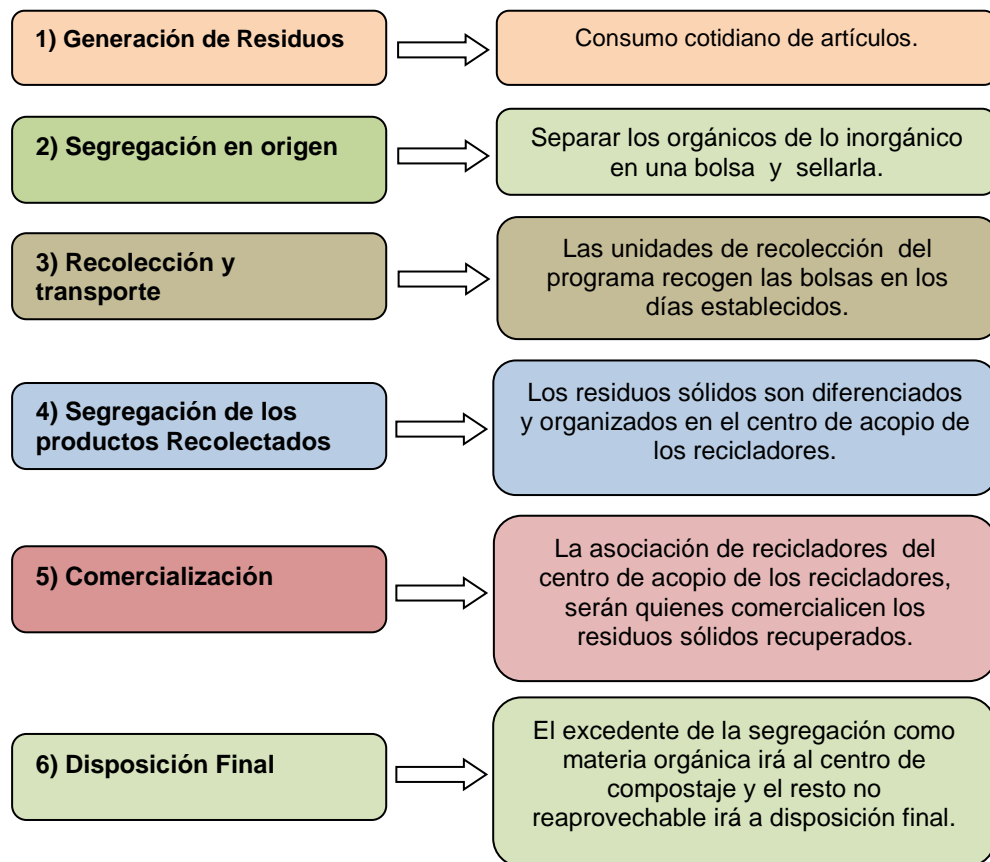 1) Generación de Residuos
Consumo cotidiano de artículos.
2) Segregación en origen
Separar los orgánicos de lo inorgánico
en una bolsa y sellarla.
3) Recolección y
transporte
Las unidades de recolección del
programa recogen las bolsas en los
días establecidos.
4) Segregación de los
productos Recolectados
Los residuos sólidos son diferenciados
y organizados en el centro de acopio de
los recicladores.
5) Comercialización
La asociación de recicladores del
centro de acopio de los recicladores,
serán quienes comercialicen los
residuos sólidos recuperados.
6) Disposición Final
El excedente de la segregación como
materia orgánica irá al centro de
compostaje y el resto no
reaprovechable irá a disposición final.